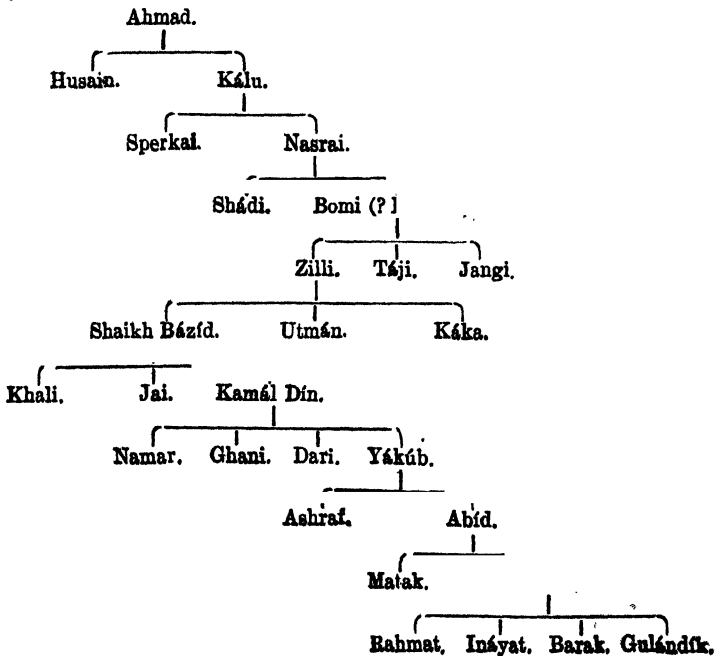 Ahmad.
Husain. Kálu.
Sperkai. Nasrai.
Shádi. Bomi (?]
Zilli. Táji. Jangi.
Shaikh Bázíd. Utmán. Káka.
Khali. Jai. Kamál Dín.
Namar. Ghani. Dari. Yákúb.
Ashraf. Abíd.
Matak.
Rahmat, Ináyat. Barak. Gulándík.